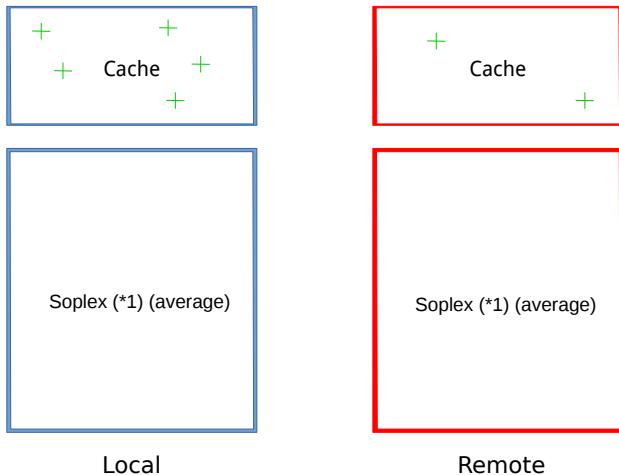 Cache
Cache
Soplex (*1) (average)
Soplex (*1) (average)
Local
Remote